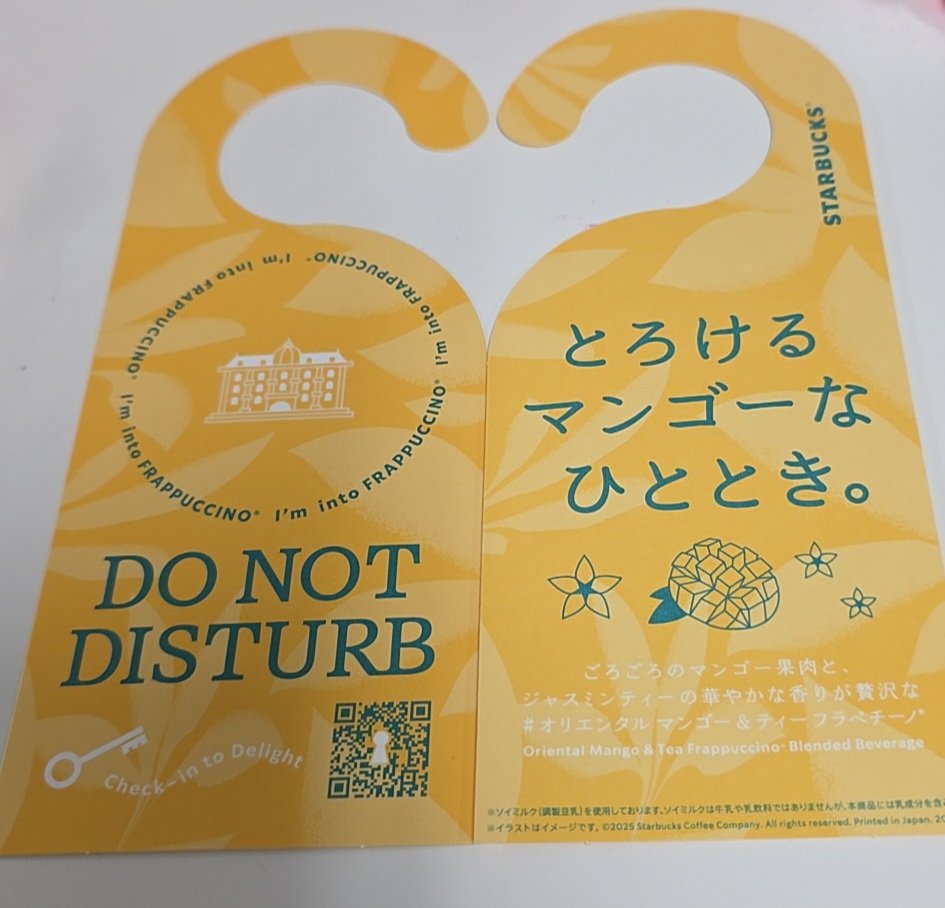 I'm into FRAPPUCCINO® I'm into FRAPPUCCINO® I'm into FRAPPUCCINO® I'm into FRAPPUCCINO®
DO NOT
DISTURB
Check-in to Delight
STARBUCKS®
とろける
マンゴーな
ひととき。
ごろごろのマンゴー果肉と、
ジャスミンティーの華やかな香りが贅沢な
#オリエンタル マンゴー & ティー フラペチーノ®
Oriental Mango & Tea Frappuccino® Blended Beverage
※ソイミルク(調製豆乳)を使用しております。ソイミルクは牛乳や乳飲料ではありませんが、本商品には乳成分を含み
※イラストはイメージです。 ©2025 Starbucks Coffee Company. All rights reserved. Printed in Japan. 20